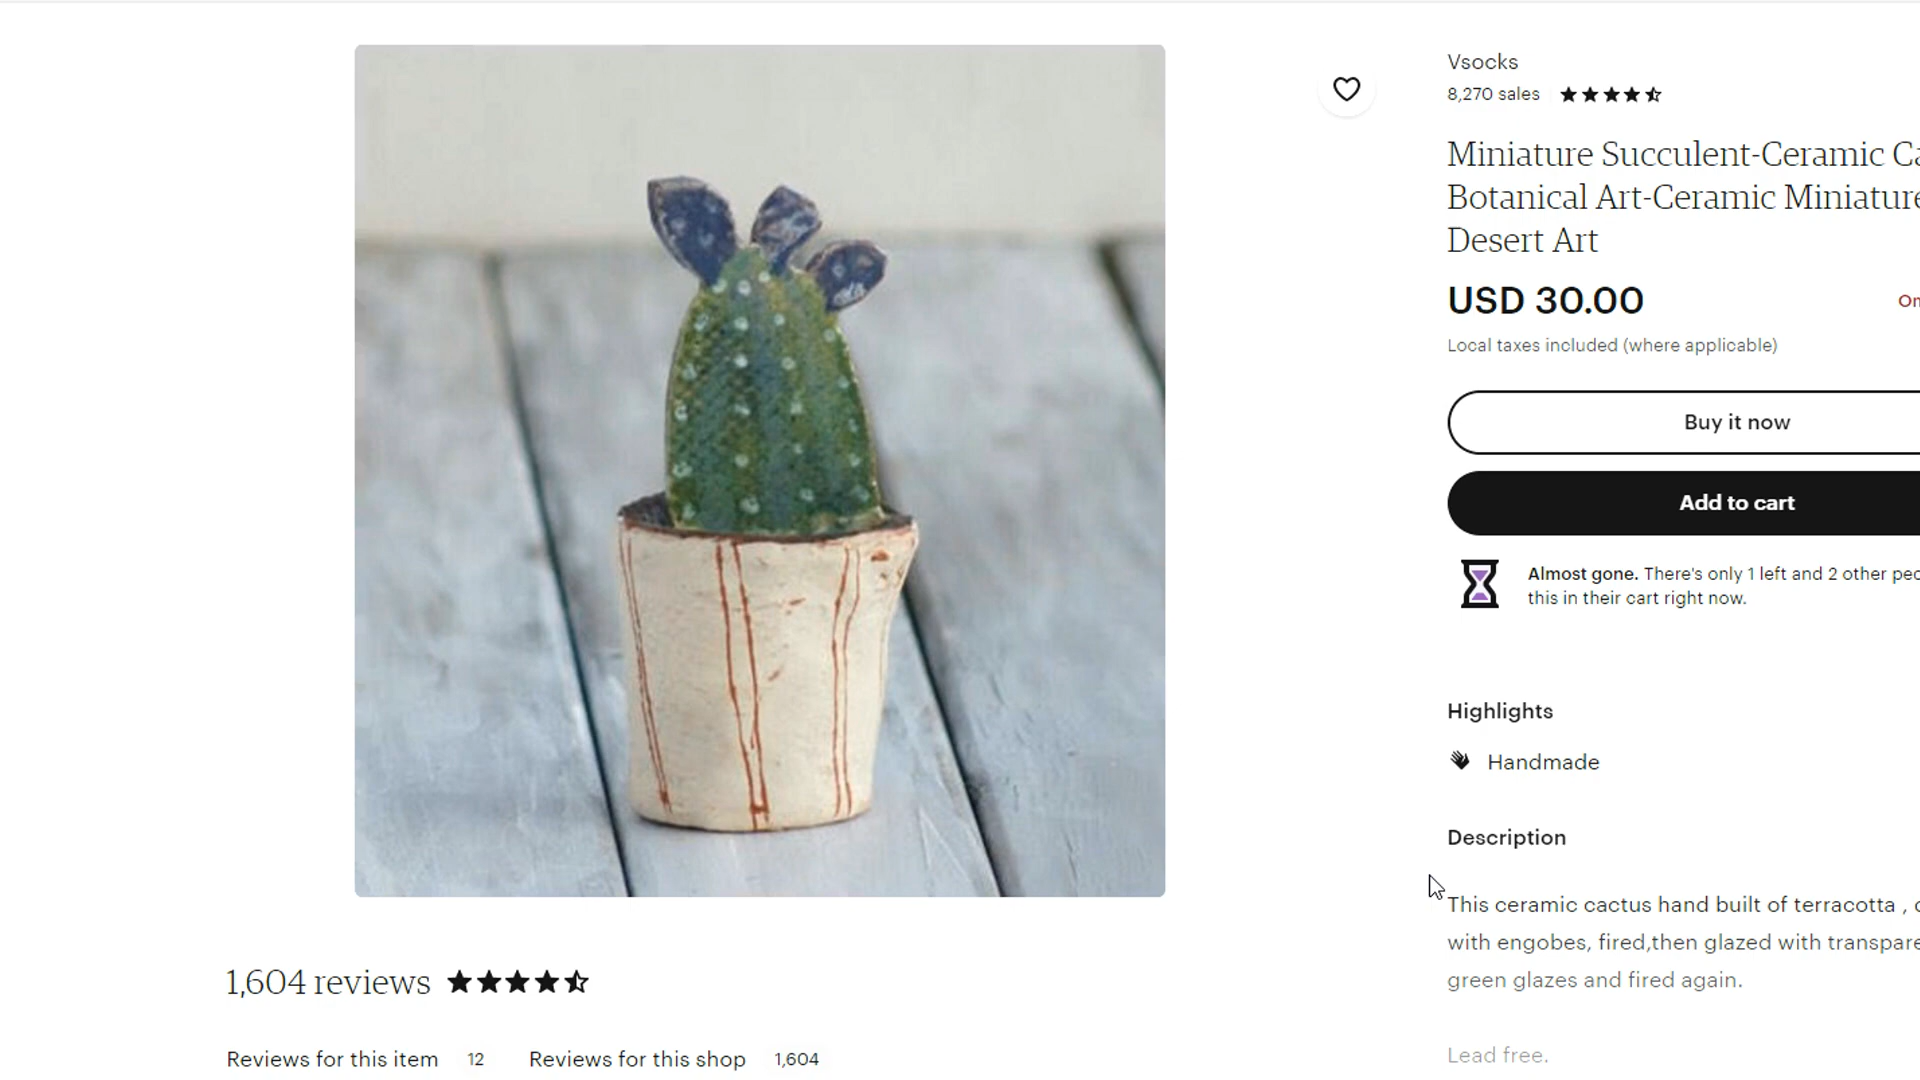 Vsocks
8,270 sales
Miniature Succulent-Ceramic
Botanical Art-Ceramic Miniature
Desert Art
USD 30.00
Local taxes included (where applicable)
Buy it now
Add to cart
Almost gone. There's only 1 left and 2 other
this in their cart right now.
Highlights
Handmade
Description
This ceramic cactus hand built of terracotta ,
with engobes, fired,then glazed with
green glazes and fired again.
Lead free.
1,604 reviews
Reviews for this item 12 Reviews for this shop 1,604